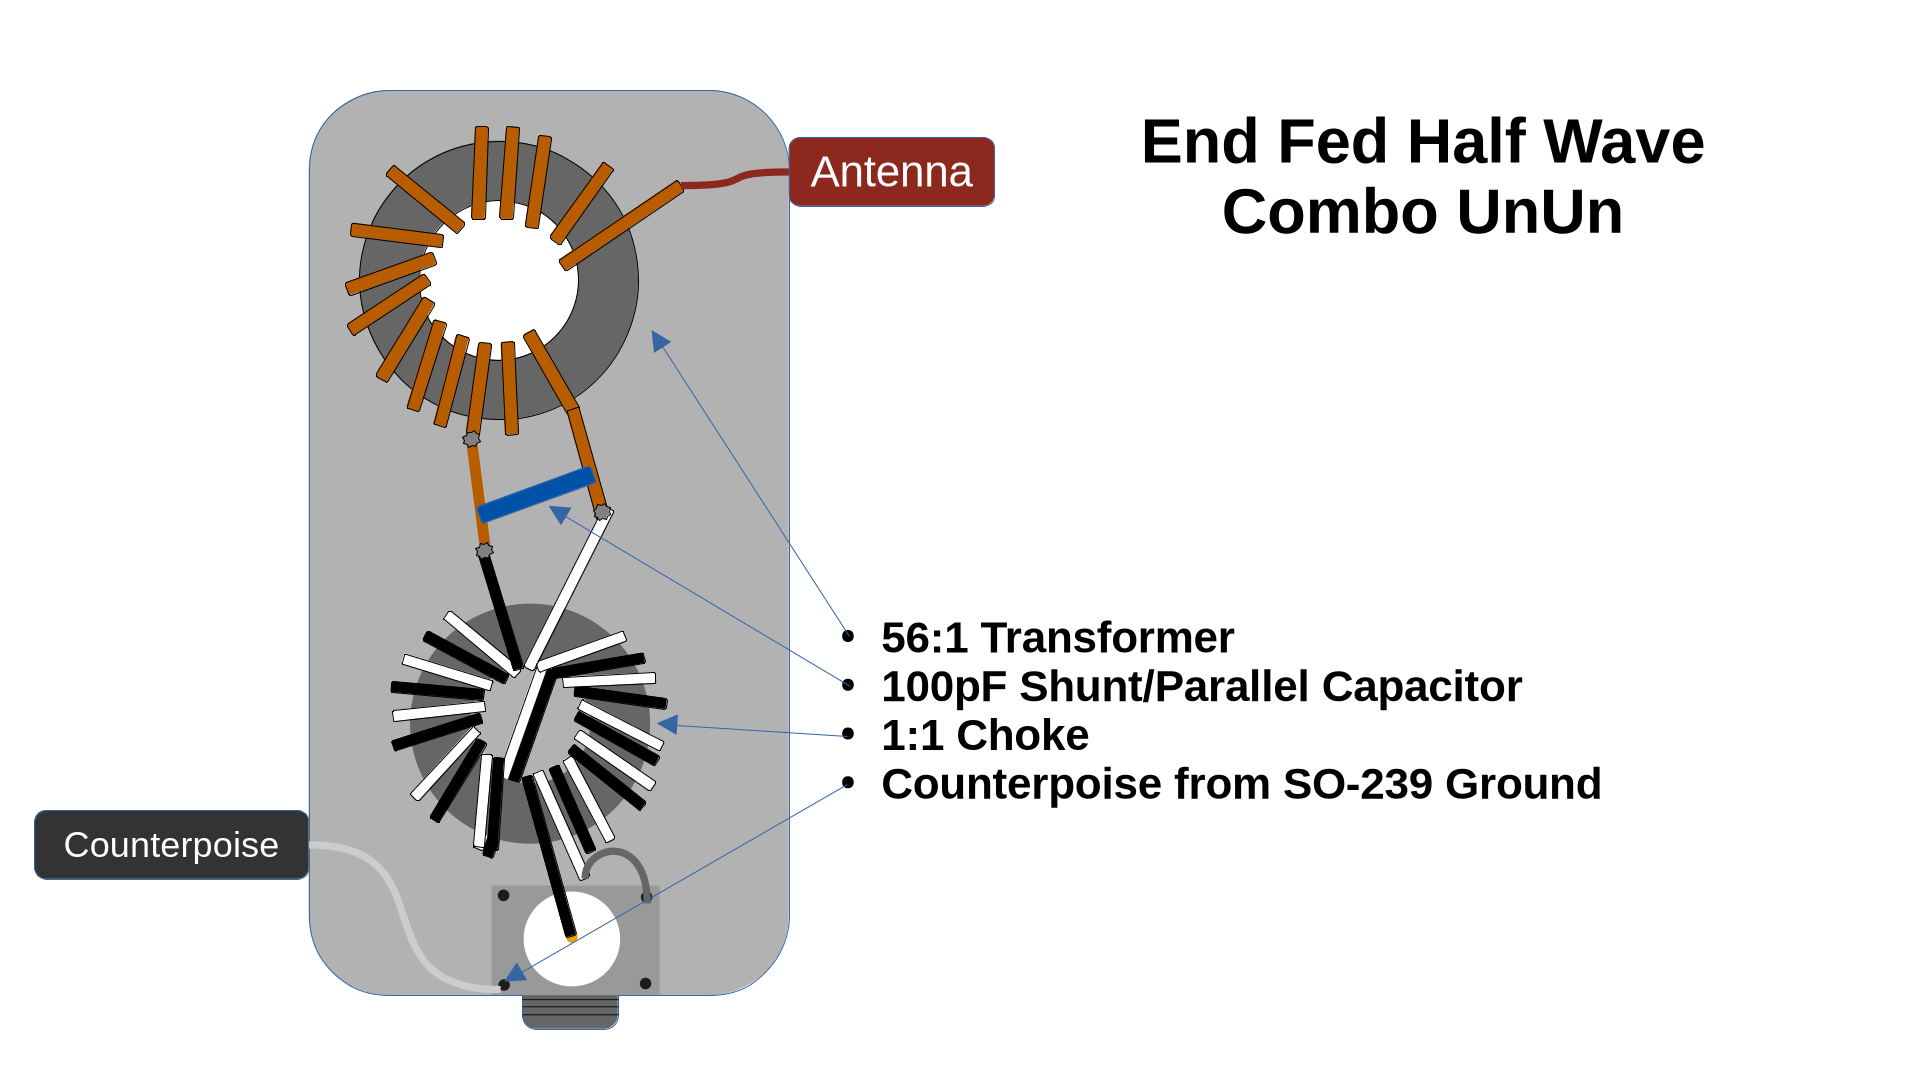 End Fed Half Wave
Combo UnUn
Antenna
• 56:1 Transformer
• 100pF Shunt/Parallel Capacitor
• 1:1 Choke
• Counterpoise from SO-239 Ground
Counterpoise